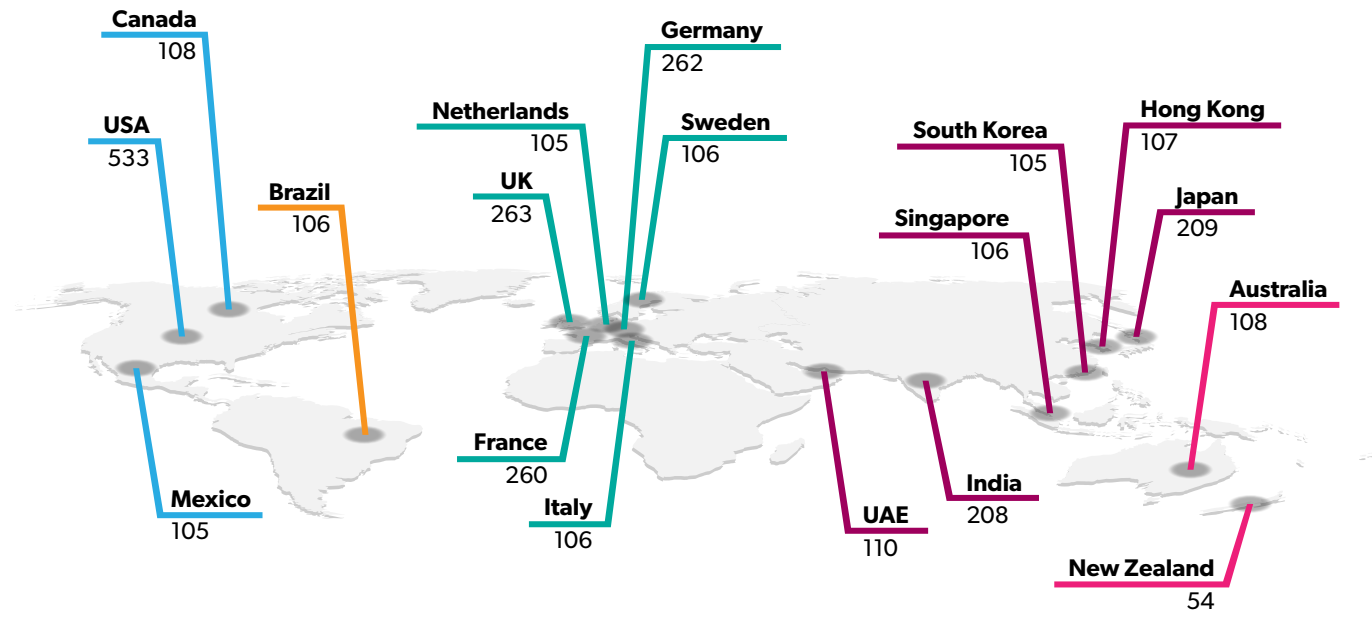 Canada
108
USA
533
Brazil
106
Mexico
105
Germany
262
Netherlands
105
Sweden
106
UK
263
France
260
Italy
106
Hong Kong
107
South Korea
105
Japan
209
Singapore
106
India
208
UAE
110
Australia
108
New Zealand
54